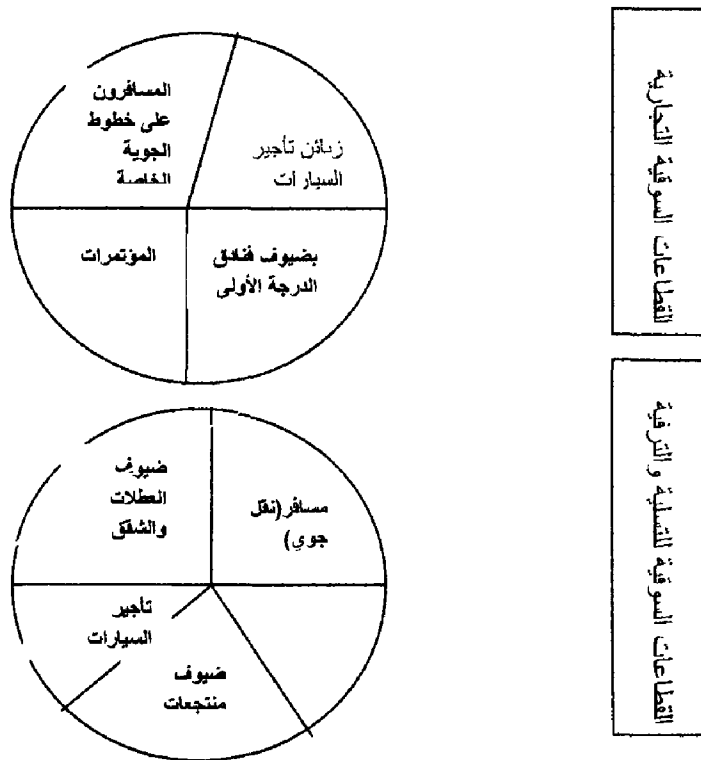 المسافرون
على خطوط
الجوية
الخاصة
زبائن تأجير
السيارات
المؤتمرات
بضيوف فنادق
الدرجة الأولى
القطاعات السوقية التجارية
ضيوف
العطلات
والشقق
مسافر(نقل
جوي)
تأجير
السيارات
ضيوف
منتجعات
القطاعات السوقية للتسلية والترفية